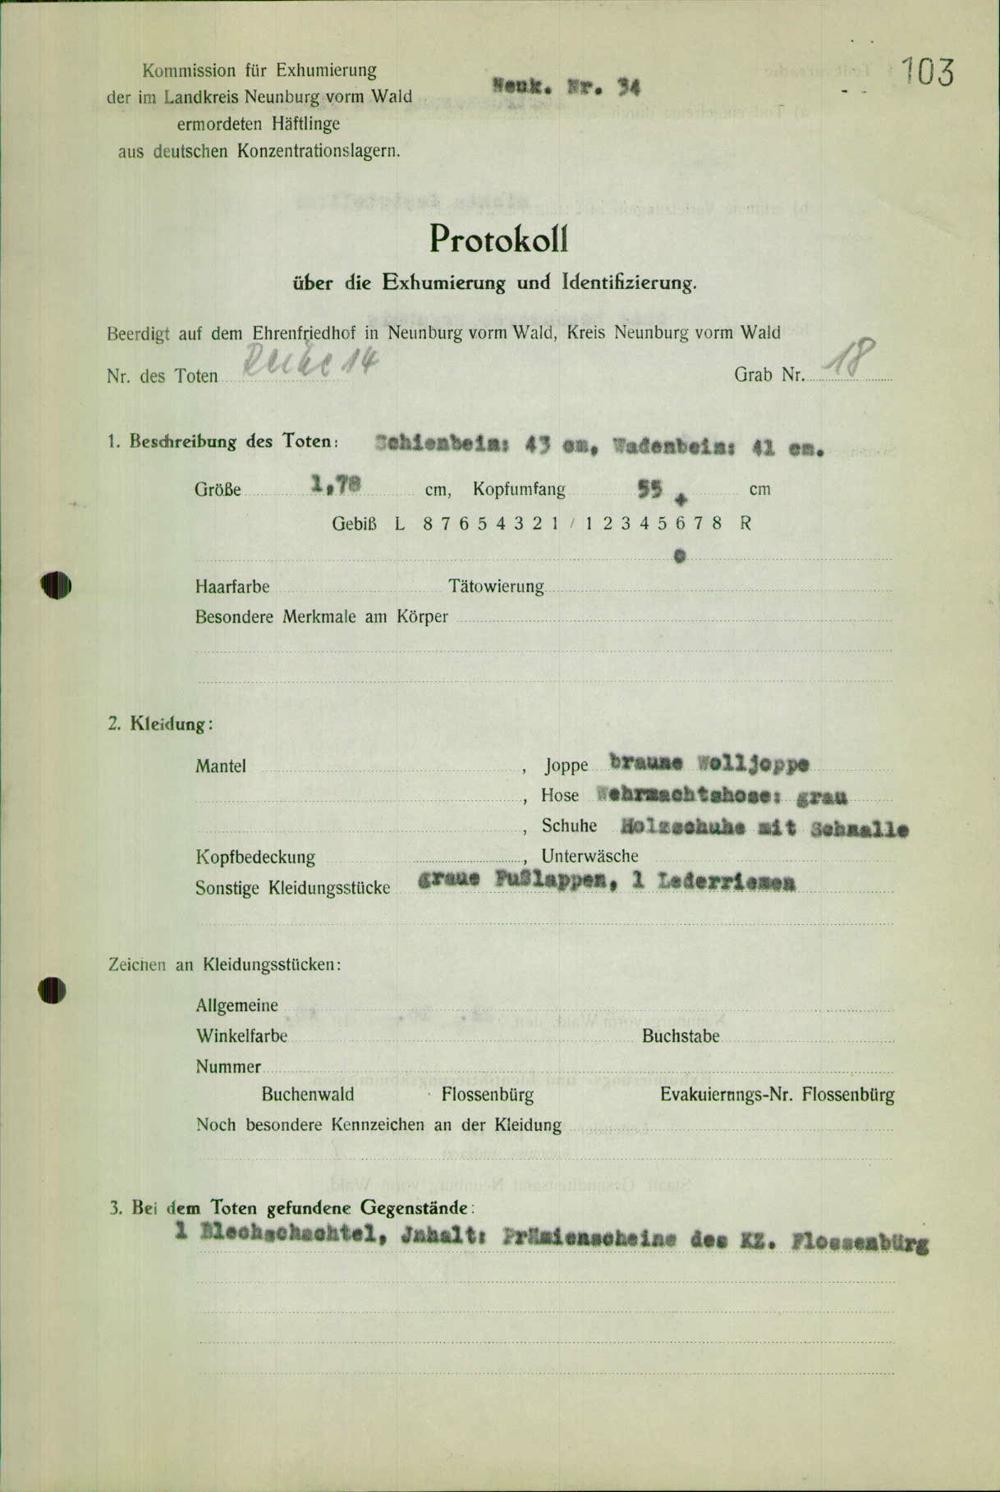 103
Kommission für Exhumierung
der im Landkreis Neunburg vorm Wald
ermordeten Häftlinge
aus deutschen Konzentrationslagern.
Neuk. Nr. 34
Protokoll
über die Exhumierung und Identifizierung.
Beerdigt auf dem Ehrenfriedhof in Neunburg vorm Wald, Kreis Neunburg vorm Wald
Nr. des Toten Reihe 14 Grab Nr. 18
1. Beschreibung des Toten: Schienbein: 43 cm, Wadenbein: 41 cm.
Größe 1,78 cm, Kopfumfang 55 cm
+
Gebiß L 8 7 6 5 4 3 2 1 / 1 2 3 4 5 6 7 8 R
o
Haarfarbe Tätowierung
Besondere Merkmale am Körper
2. Kleidung:
Mantel , Joppe braune Wolljoppe
, Hose Wehrmachtshose: grau
, Schuhe Holzschuhe mit Schnalle
Kopfbedeckung , Unterwäsche
Sonstige Kleidungsstücke graue Fußlappen, 1 Lederriemen
Zeichen an Kleidungsstücken:
Allgemeine
Winkelfarbe Buchstabe
Nummer
Buchenwald Flossenbürg Evakuierungs-Nr. Flossenbürg
Noch besondere Kennzeichen an der Kleidung
3. Bei dem Toten gefundene Gegenstände:
1 Blechschachtel, Jnhalt: Prämienscheine des KZ. Flossenbürg